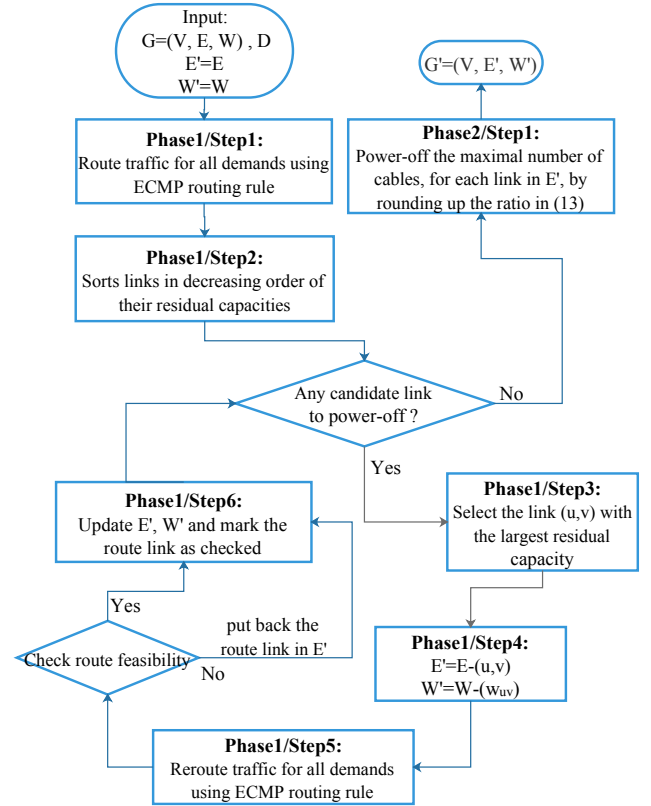 Input:
G=(V, E, W) , D
E'=E
W'=W
G'=(V, E', W')
Phase1/Step1:
Route traffic for all demands using
ECMP routing rule
Phase2/Step1:
Power-off the maximal number of
cables, for each link in E', by
rounding up the ratio in (13)
Phase1/Step2:
Sorts links in decreasing order of
their residual capacities
Any candidate link
to power-off ?
No
Yes
Phase1/Step3:
Select the link (u,v) with
the largest residual
capacity
Phase1/Step6:
Update E', W' and mark the
route link as checked
Yes
put back the
route link in E'
Check route feasibility
No
Phase1/Step4:
E'=E-(u,v)
W'=W-(wuv)
Phase1/Step5:
Reroute traffic for all demands
using ECMP routing rule